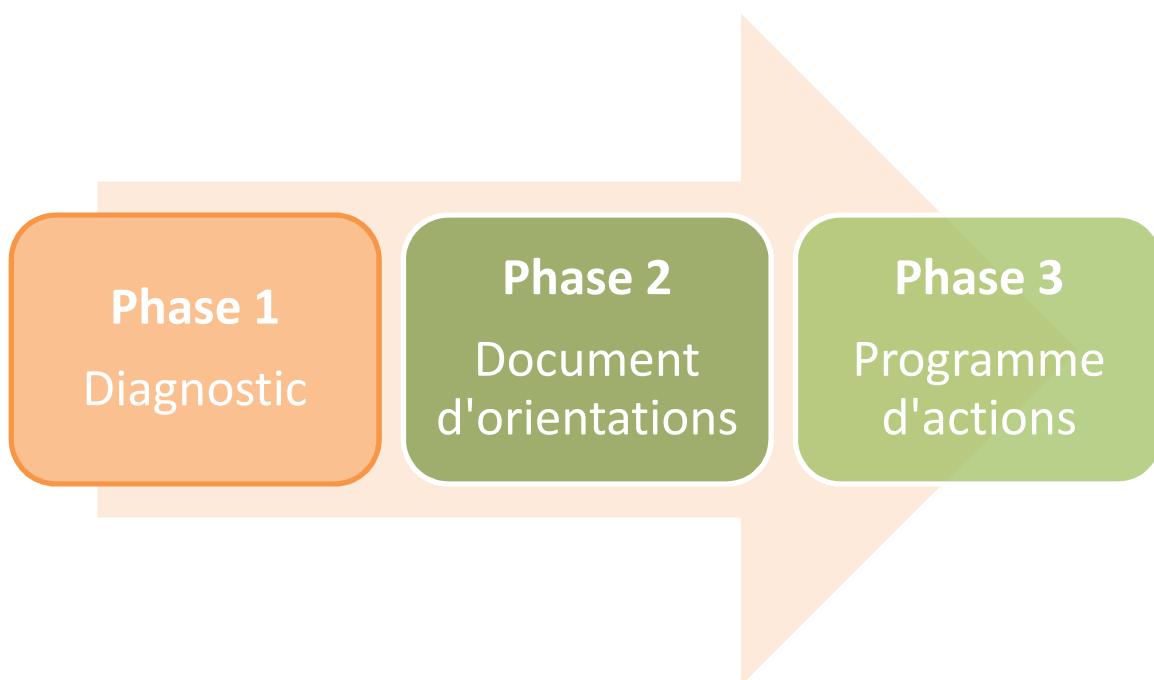 Phase 1
Diagnostic
Phase 2
Document
d'orientations
Phase 3
Programme
d'actions